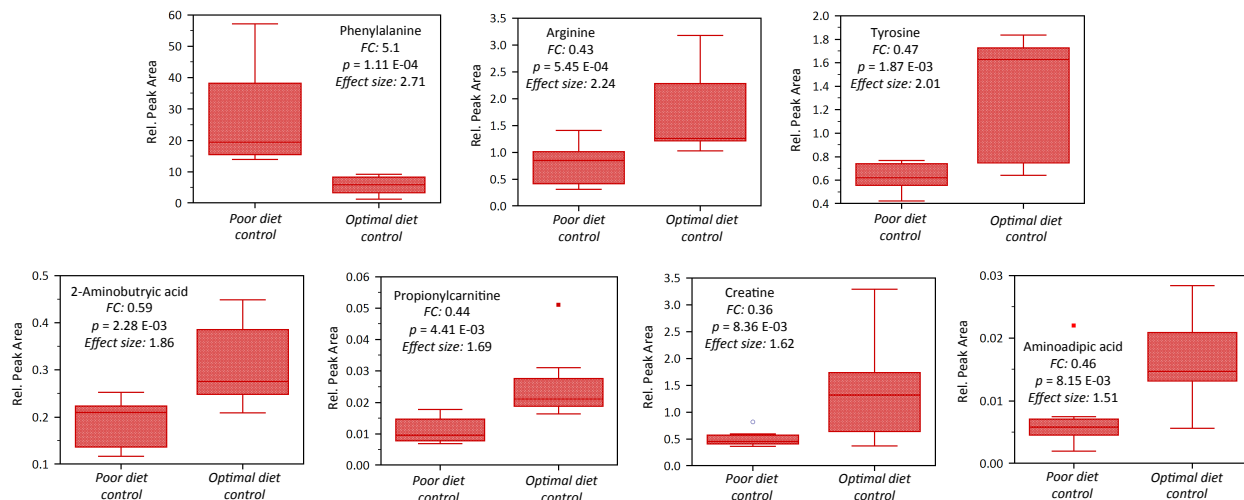 Phenylalanine
FC: 5.1
p = 1.11 E-04
Effect size: 2.71
Rel. Peak Area
60
50
40
30
20
10
0
Poor diet
control
Optimal diet
control
Arginine
FC: 0.43
p = 5.45 E-04
Effect size: 2.24
Rel. Peak Area
3.5
3.0
2.5
2.0
1.5
1.0
0.5
0.0
Poor diet
control
Optimal diet
control
Tyrosine
FC: 0.47
p = 1.87 E-03
Effect size: 2.01
Rel. Peak Area
2.0
1.8
1.6
1.4
1.2
1.0
0.8
0.6
0.4
Poor diet
control
Optimal diet
control
2-Aminobutryic acid
FC: 0.59
p = 2.28 E-03
Effect size: 1.86
Rel. Peak Area
0.5
0.4
0.3
0.2
0.1
Poor diet
control
Optimal diet
control
Propionylcarnitine
FC: 0.44
p = 4.41 E-03
Effect size: 1.69
Rel. Peak Area
0.06
0.05
0.04
0.03
0.02
0.01
0.00
Poor diet
control
Optimal diet
control
Creatine
FC: 0.36
p = 8.36 E-03
Effect size: 1.62
Rel. Peak Area
3.5
3.0
2.5
2.0
1.5
1.0
0.5
0.0
Poor diet
control
Optimal diet
control
Aminoadipic acid
FC: 0.46
p = 8.15 E-03
Effect size: 1.51
Rel. Peak Area
0.03
0.02
0.01
0.00
Poor diet
control
Optimal diet
control